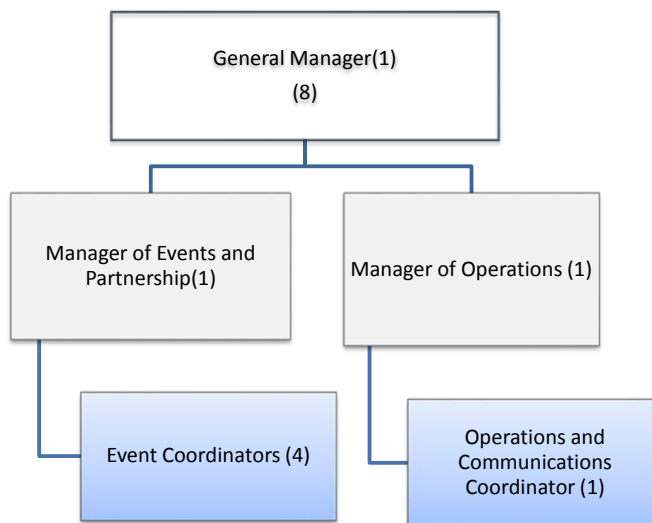 General Manager(1)
(8)
Manager of Events and
Partnership(1)
Manager of Operations (1)
Event Coordinators (4)
Operations and
Communications
Coordinator (1)